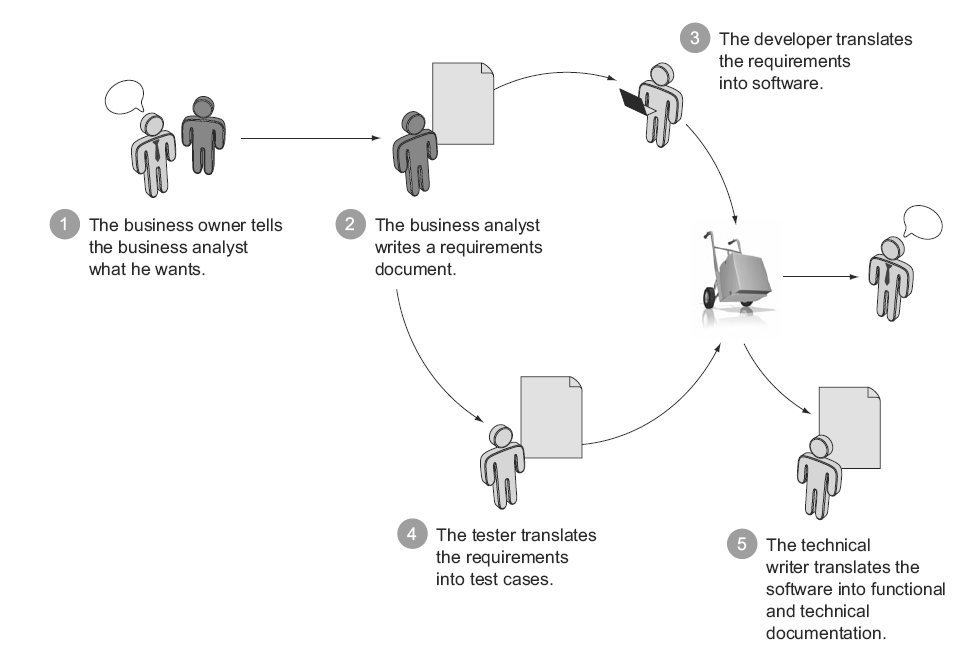 1
The business owner tells
the business analyst
what he wants.
2
The business analyst
writes a requirements
document.
3
The developer translates
the requirements
into software.
4
The tester translates
the requirements
into test cases.
5
The technical
writer translates the
software into functional
and technical
documentation.